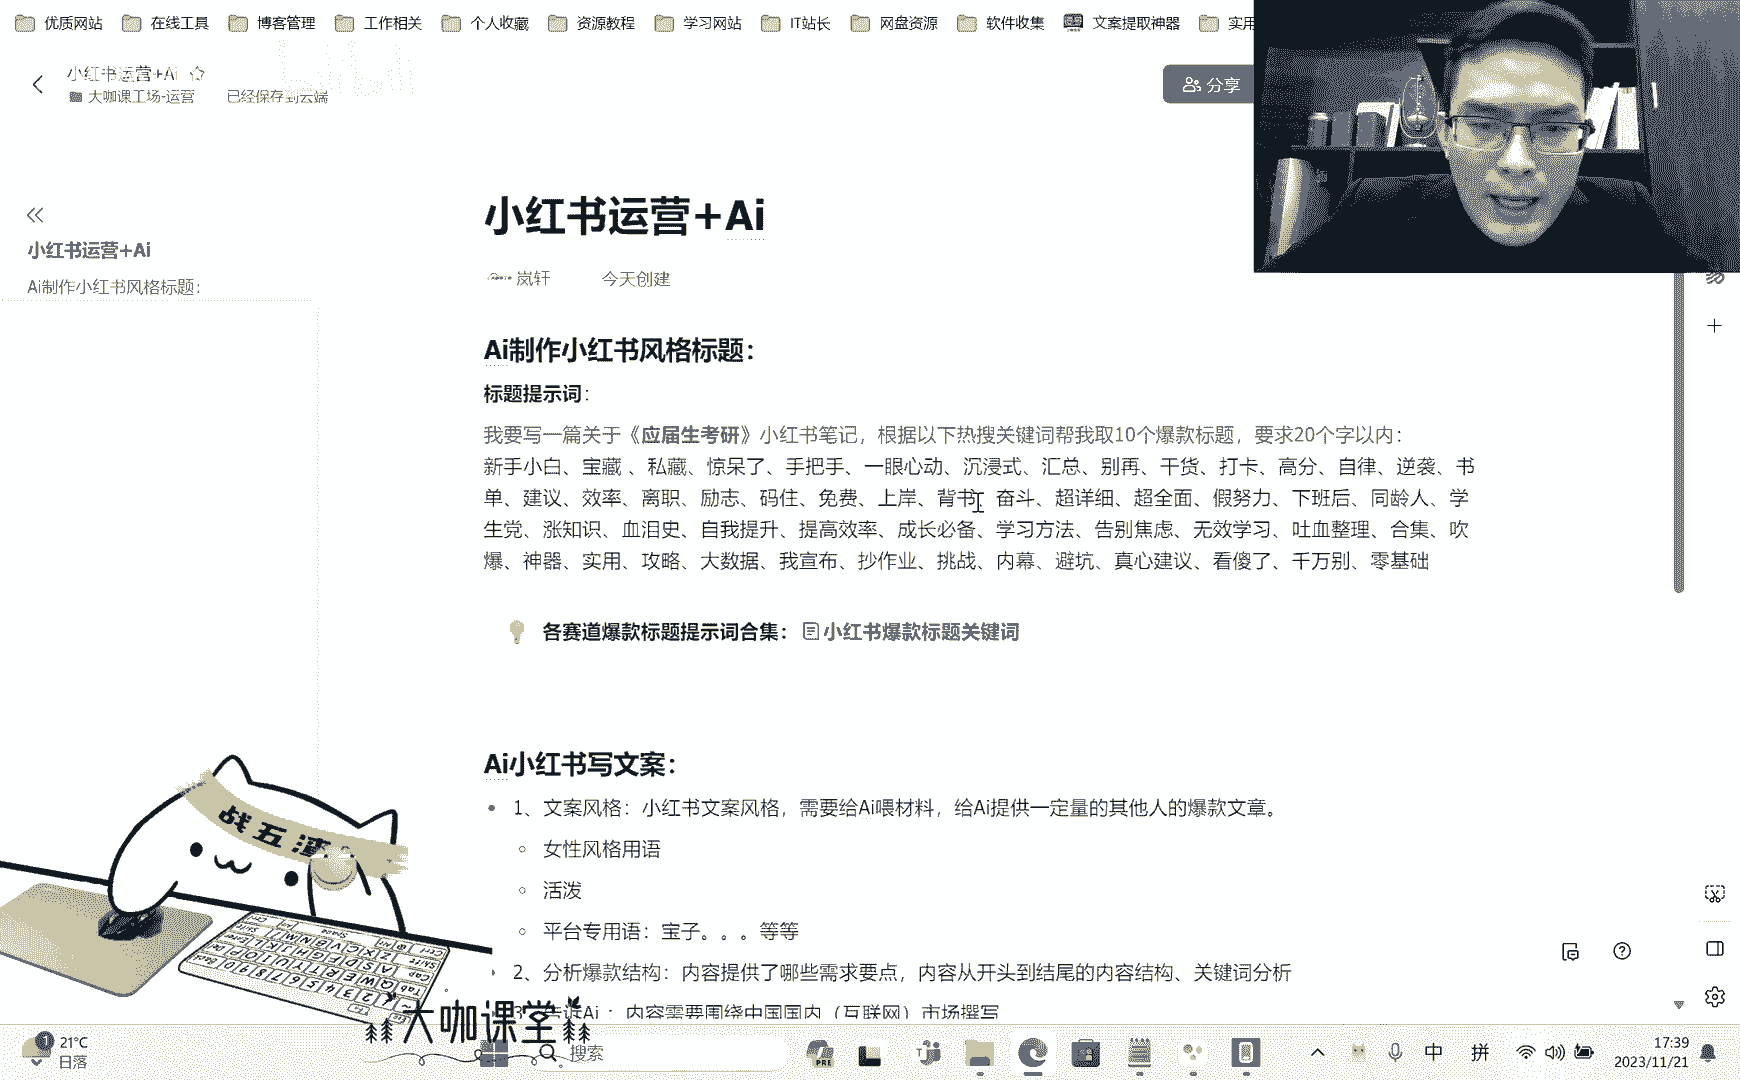 优质网站 在线工具 博客管理 工作相关 个人收藏 资源教程 学习网站 IT站长 网盘资源 软件收集 文案提取神器 实用
小红书运营+Ai
大咖课工场-运营 已经保存到云端
分享
小红书运营+Ai
Ai制作小红书风格标题：
小红书运营+Ai
岚轩 今天创建
Ai制作小红书风格标题：
标题提示词：
我要写一篇关于《应届生考研》小红书笔记，根据以下热搜关键词帮我取10个爆款标题，要求20个字以内：
新手小白、宝藏 、私藏、惊呆了、手把手、一眼心动、沉浸式、汇总、别再、干货、打卡、高分、自律、逆袭、书
单、建议、效率、离职、励志、码住、免费、上岸、背书、奋斗、超详细、超全面、假努力、下班后、同龄人、学
生党、涨知识、血泪史、自我提升、提高效率、成长必备、学习方法、告别焦虑、无效学习、吐血整理、合集、吹
爆、神器、实用、攻略、大数据、我宣布、抄作业、挑战、内幕、避坑、真心建议、看傻了、千万别、零基础
各赛道爆款标题提示词合集： 小红书爆款标题关键词
Ai小红书写文案：
1、文案风格：小红书文案风格，需要给Ai喂材料，给Ai提供一定量的其他人的爆款文章。
女性风格用语
活泼
平台专用语：宝子。。。等等
2、分析爆款结构：内容提供了哪些需求要点，内容从开头到结尾的内容结构、关键词分析
3、告诉Ai：内容需要围绕中国国内（互联网）市场撰写
战五渣
大咖课堂
1 21°C
日落
搜索
中 拼
17:39
2023/11/21